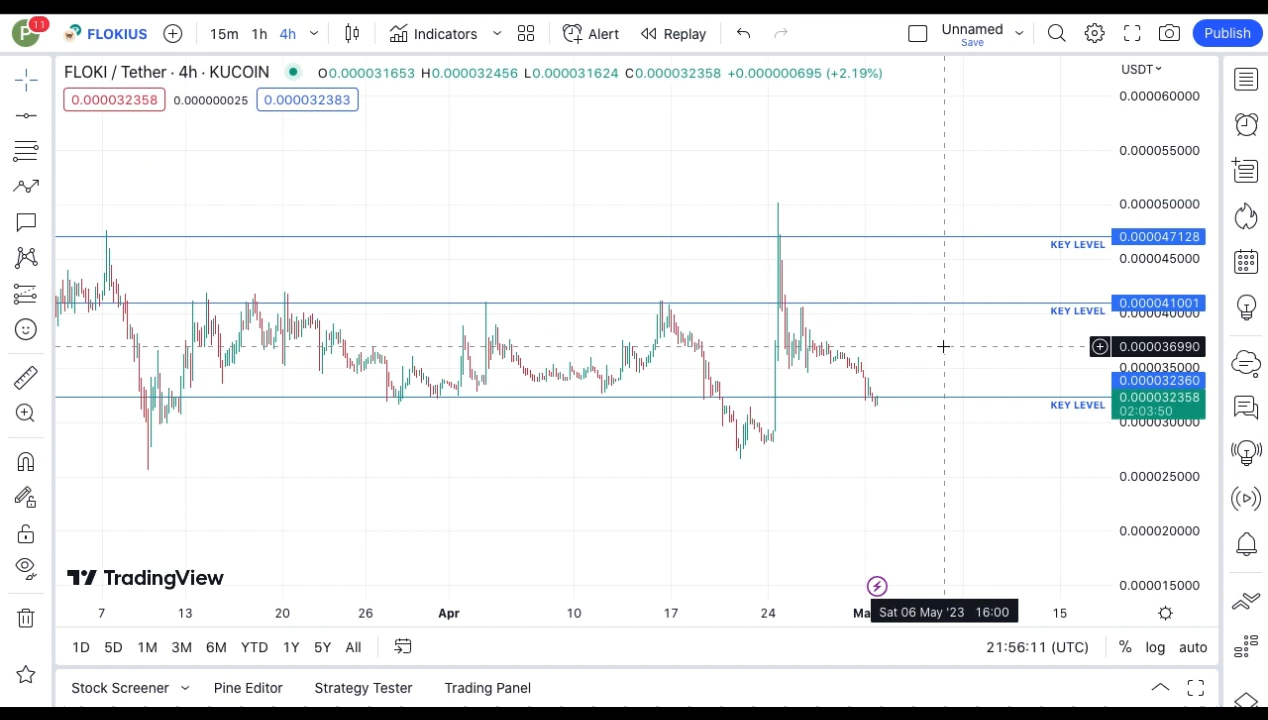 P 11 FLOKIUS 15m 1h 4h Indicators Alert Replay Unnamed Save Publish
FLOKI / Tether · 4h · KUCOIN O0.000031653 H0.000032456 L0.000031624 C0.000032358 +0.000000695 (+2.19%) USDT
0.000032358 0.000000025 0.000032383
0.000060000
0.000055000
0.000050000
0.000047128
KEY LEVEL
0.000045000
0.000041001
KEY LEVEL
0.000040000
0.000036990
0.000035000
0.000032360
0.000032358
KEY LEVEL
02:03:50
0.000030000
0.000025000
0.000020000
TradingView
0.000015000
7 13 20 26 Apr 10 17 24 Ma Sat 06 May '23 16:00 15
1D 5D 1M 3M 6M YTD 1Y 5Y All 21:56:11 (UTC) % log auto
Stock Screener Pine Editor Strategy Tester Trading Panel